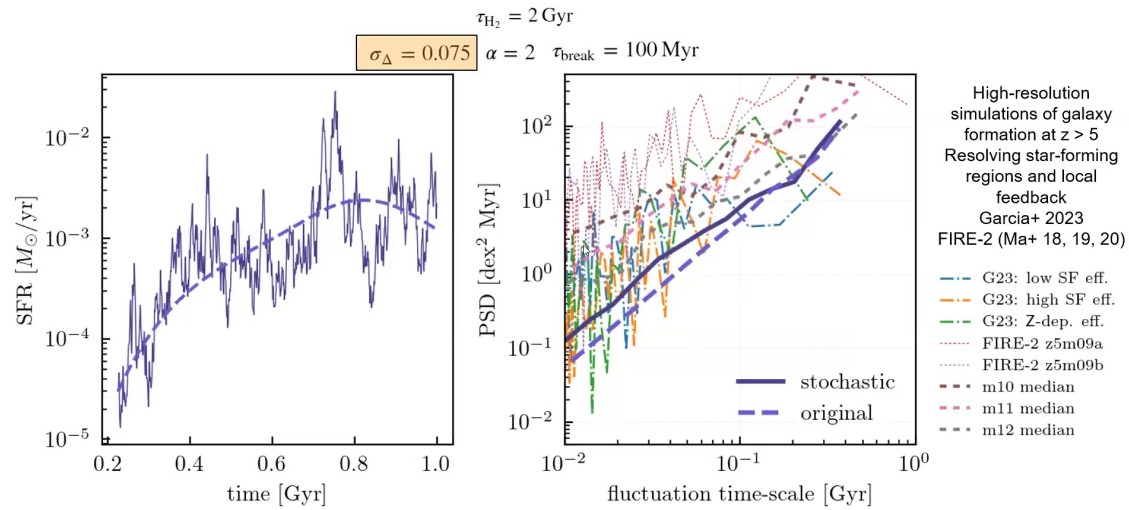 τ_H₂ = 2 Gyr
σ_Δ = 0.075 α = 2 τ_break = 100 Myr
SFR [M_⊙/yr]
10⁻²
10⁻³
10⁻⁴
10⁻⁵
0.2 0.4 0.6 0.8 1.0
time [Gyr]
PSD [dex² Myr]
10²
10¹
10⁰
10⁻¹
10⁻²
stochastic
original
10⁻² 10⁻¹ 10⁰
fluctuation time-scale [Gyr]
High-resolution
simulations of galaxy
formation at z > 5
Resolving star-forming
regions and local
feedback
Garcia+ 2023
FIRE-2 (Ma+ 18, 19, 20)
G23: low SF eff.
G23: high SF eff.
G23: Z-dep. eff.
FIRE-2 z5m09a
FIRE-2 z5m09b
m10 median
m11 median
m12 median